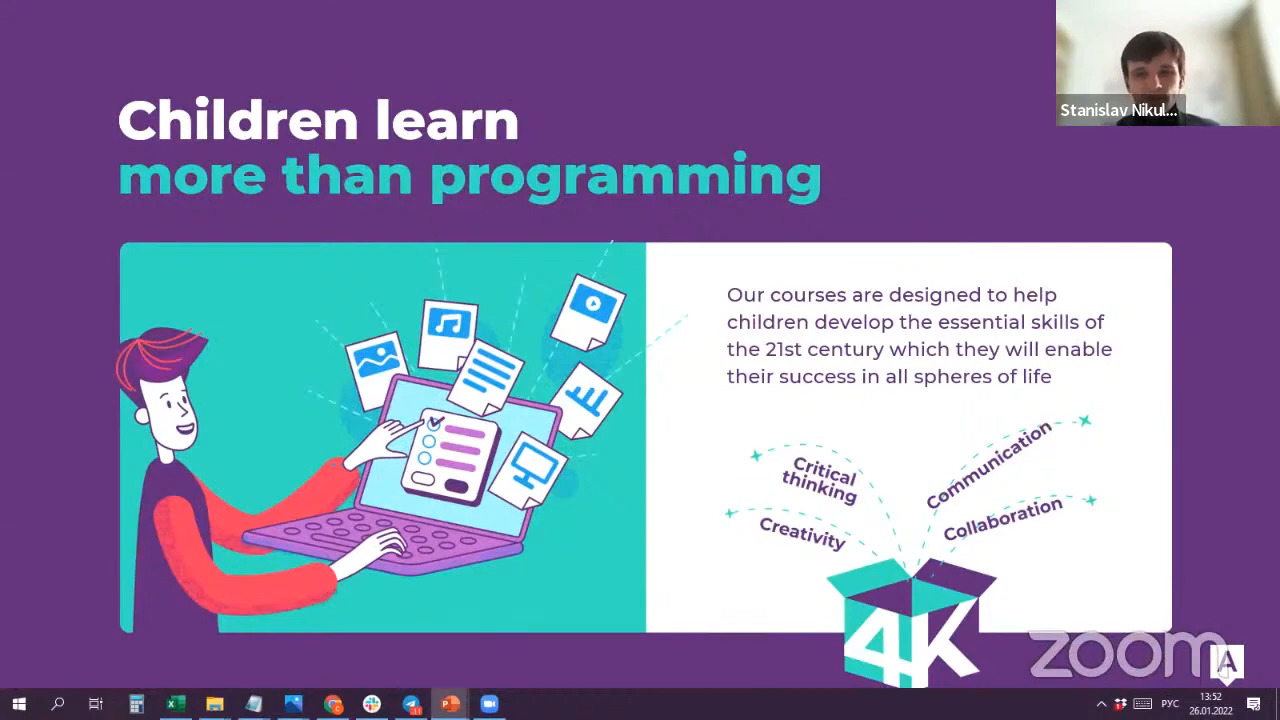 Children learn
more than programming
Stanislav Nikul...
Our courses are designed to help
children develop the essential skills of
the 21st century which they will enable
their success in all spheres of life
Critical
thinking
Creativity
Communication
Collaboration
4K
zoom
A
13:52
РУС
26.01.2022